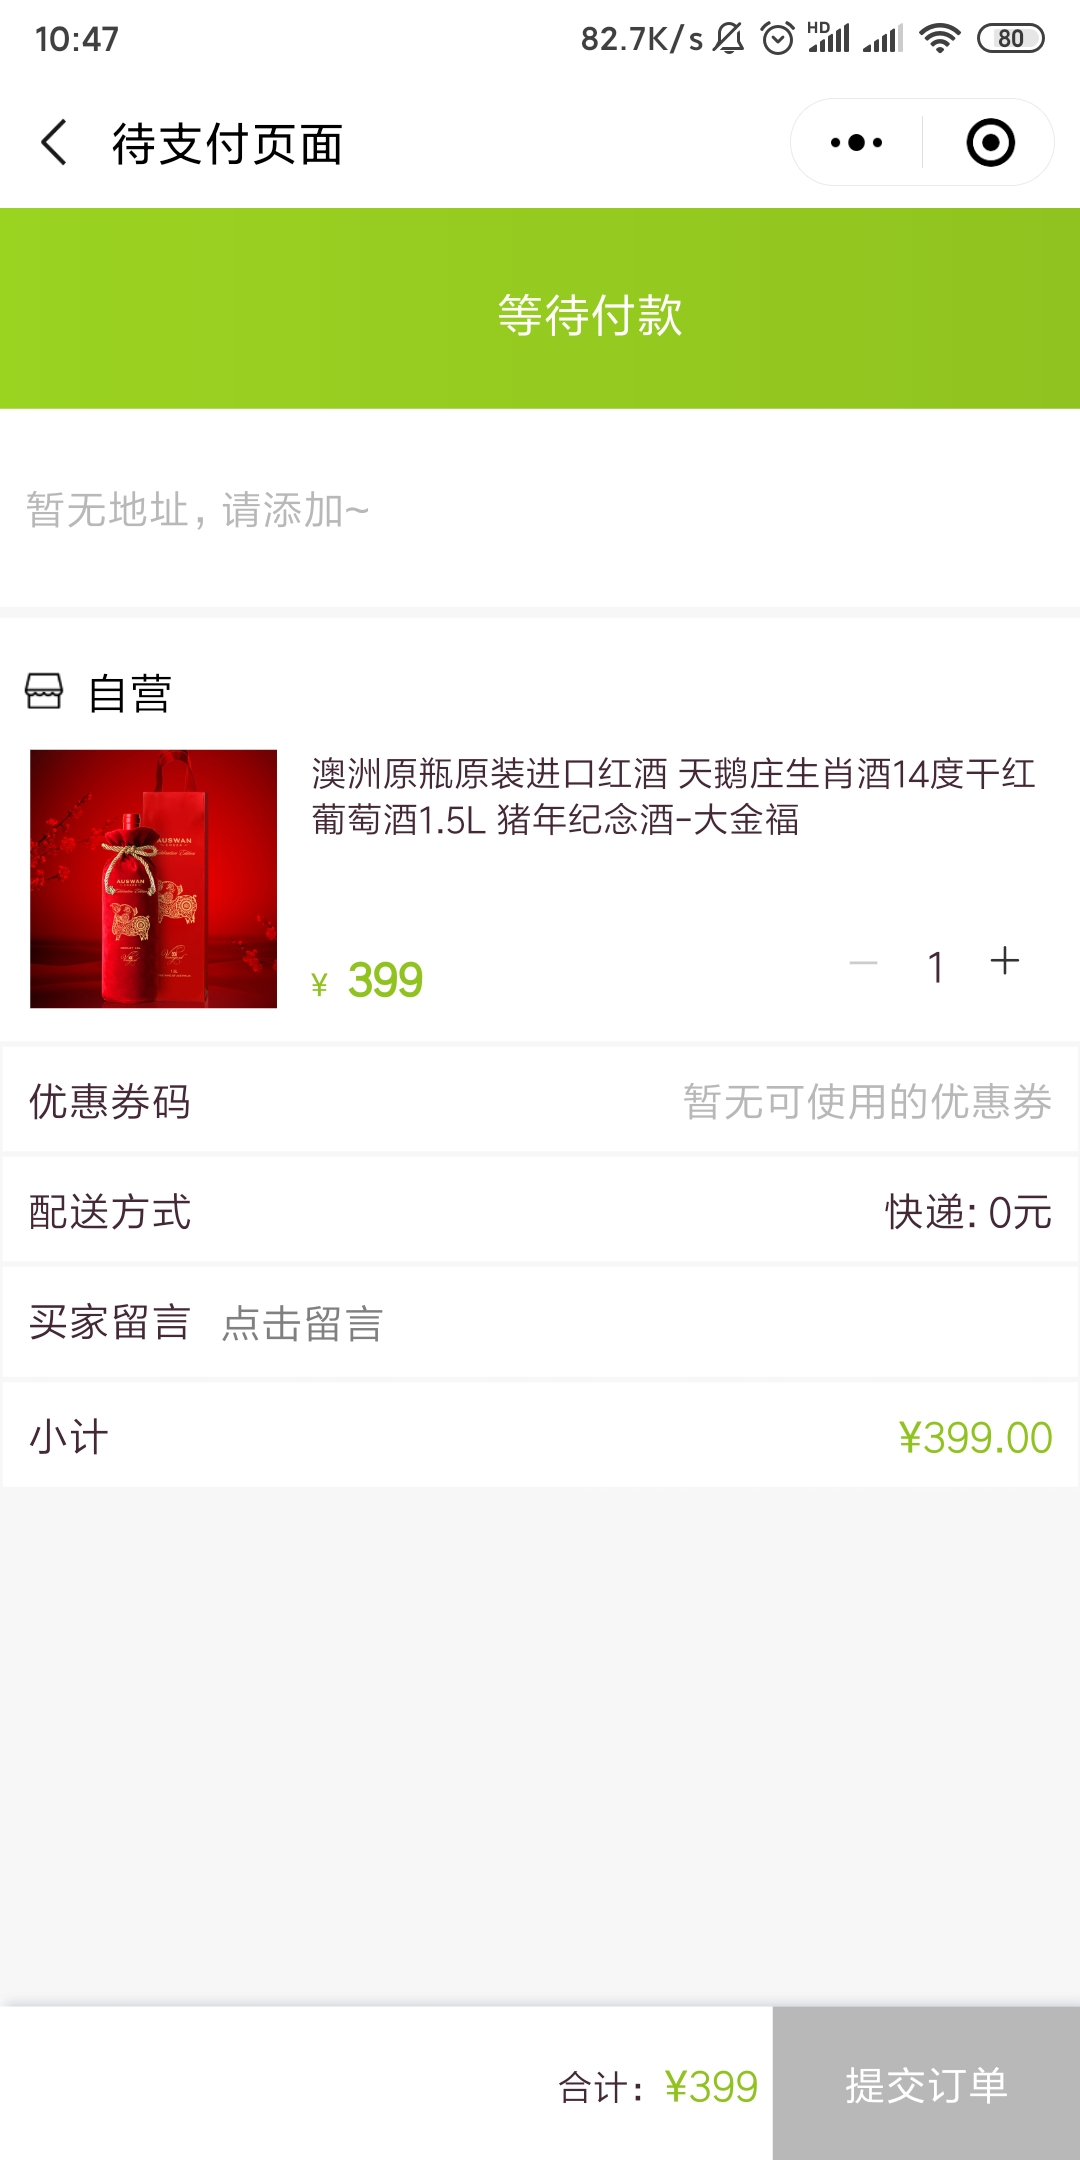 10:47
82.7K/s HD 80
待支付页面
等待付款
暂无地址，请添加~
自营
AUSWAN
AUSWAN
澳洲原瓶原装进口红酒 天鹅庄生肖酒14度干红
葡萄酒1.5L 猪年纪念酒-大金福
¥ 399
1
优惠券码 暂无可使用的优惠券
配送方式 快递: 0元
买家留言 点击留言
小计 ¥399.00
合计： ¥399 提交订单